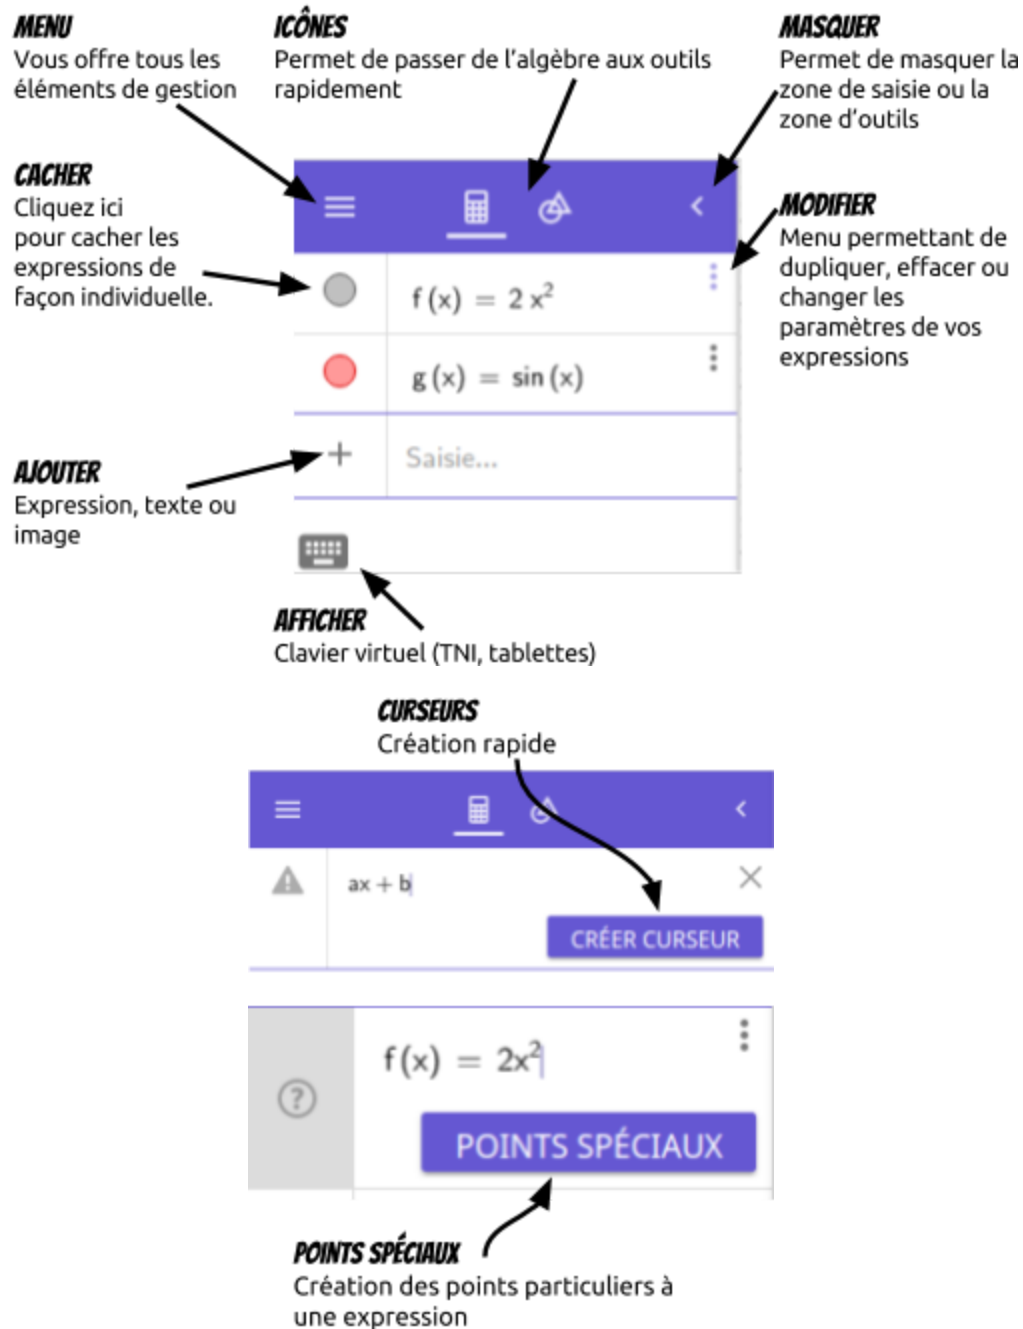 MENU
Vous offre tous les
éléments de gestion
ICÔNES
Permet de passer de l'algèbre aux outils
rapidement
MASQUER
Permet de masquer la
zone de saisie ou la
zone d'outils
CACHER
Cliquez ici
pour cacher les
expressions de
façon individuelle.
MODIFIER
Menu permettant de
dupliquer, effacer ou
changer les
paramètres de vos
expressions
f(x) = 2 x²
g(x) = sin(x)
Saisie...
AJOUTER
Expression, texte ou
image
AFFICHER
Clavier virtuel (TNI, tablettes)
CURSEURS
Création rapide
ax + b
CRÉER CURSEUR
f(x) = 2x²
POINTS SPÉCIAUX
POINTS SPÉCIAUX
Création des points particuliers à
une expression